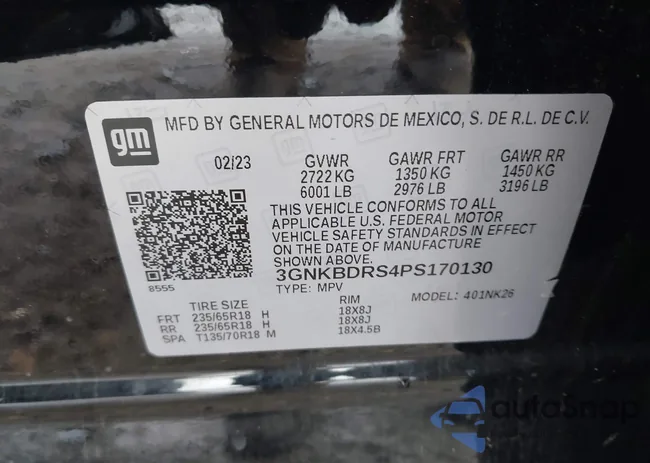 gm
MFD BY GENERAL MOTORS DE MEXICO, S. DE R.L. DE C.V.
02/23 GVWR GAWR FRT GAWR RR
2722 KG 1350 KG 1450 KG
6001 LB 2976 LB 3196 LB
THIS VEHICLE CONFORMS TO ALL
APPLICABLE U.S. FEDERAL MOTOR
VEHICLE SAFETY STANDARDS IN EFFECT
ON THE DATE OF MANUFACTURE
SHOWN ABOVE.
3GNKBDRS4PS170130
8555 TYPE: MPV MODEL: 401NK26
TIRE SIZE RIM
FRT 235/65R18 H 18X8J
RR 235/65R18 H 18X8J
SPA T135/70R18 M 18X4.5B
autoSnap